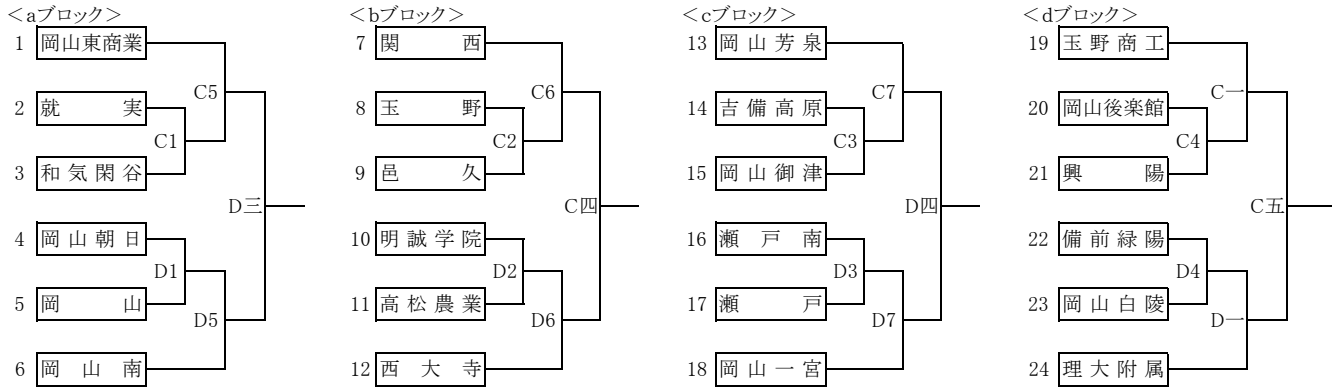 ＜aブロック＞
1 岡山東商業
C5
2 就 実
C1
3 和気閑谷
D三
4 岡山朝日
D1
5 岡 山
D5
6 岡 山 南
＜bブロック＞
7 関 西
C6
8 玉 野
C2
9 邑 久
C四
10 明誠学院
D2
11 高松農業
D6
12 西 大 寺
＜cブロック＞
13 岡山芳泉
C7
14 吉備高原
C3
15 岡山御津
D四
16 瀬 戸 南
D3
17 瀬 戸
D7
18 岡山一宮
＜dブロック＞
19 玉野商工
C一
20 岡山後楽館
C4
21 興 陽
C五
22 備前緑陽
D4
23 岡山白陵
D一
24 理大附属